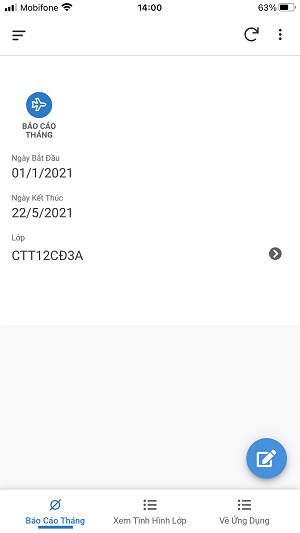 Mobifone 14:00 63%
BÁO CÁO
THÁNG
Ngày Bắt Đầu
01/1/2021
Ngày Kết Thúc
22/5/2021
Lớp
CTT12CĐ3A
Báo Cáo Tháng Xem Tình Hình Lớp Về Ứng Dụng